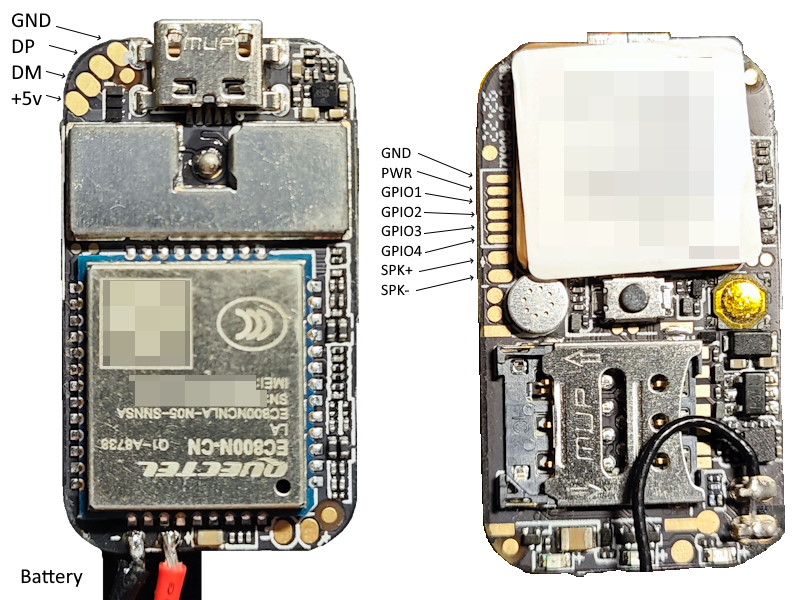 GND
DP
DM
+5v
MUP
IMEI:
SN:
EC800NCNLA-N05-SNNSA
LA
EC800N-CN
Q1-A8738
QUECTEL
Battery
GND
PWR
GPIO1
GPIO2
GPIO3
GPIO4
SPK+
SPK-
MUP